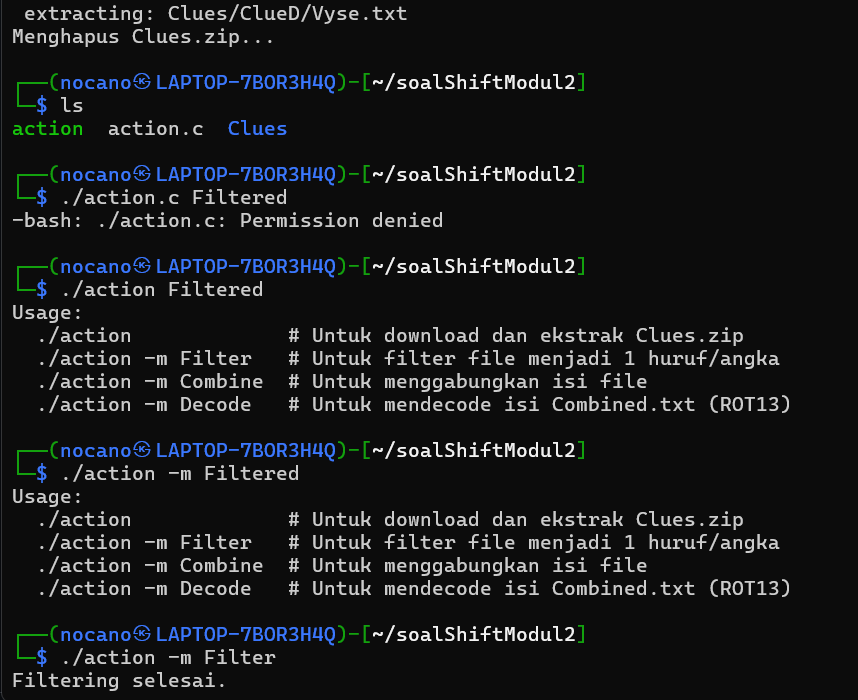 extracting: Clues/ClueD/Vyse.txt
Menghapus Clues.zip...
┌──(nocano㉿LAPTOP-7BOR3H4Q)-[~/soalShiftModul2]
└─$ ls
action  action.c  Clues
┌──(nocano㉿LAPTOP-7BOR3H4Q)-[~/soalShiftModul2]
└─$ ./action.c Filtered
-bash: ./action.c: Permission denied
┌──(nocano㉿LAPTOP-7BOR3H4Q)-[~/soalShiftModul2]
└─$ ./action Filtered
Usage:
  ./action             # Untuk download dan ekstrak Clues.zip
  ./action -m Filter   # Untuk filter file menjadi 1 huruf/angka
  ./action -m Combine  # Untuk menggabungkan isi file
  ./action -m Decode   # Untuk mendecode isi Combined.txt (ROT13)
┌──(nocano㉿LAPTOP-7BOR3H4Q)-[~/soalShiftModul2]
└─$ ./action -m Filtered
Usage:
  ./action             # Untuk download dan ekstrak Clues.zip
  ./action -m Filter   # Untuk filter file menjadi 1 huruf/angka
  ./action -m Combine  # Untuk menggabungkan isi file
  ./action -m Decode   # Untuk mendecode isi Combined.txt (ROT13)
┌──(nocano㉿LAPTOP-7BOR3H4Q)-[~/soalShiftModul2]
└─$ ./action -m Filter
Filtering selesai.